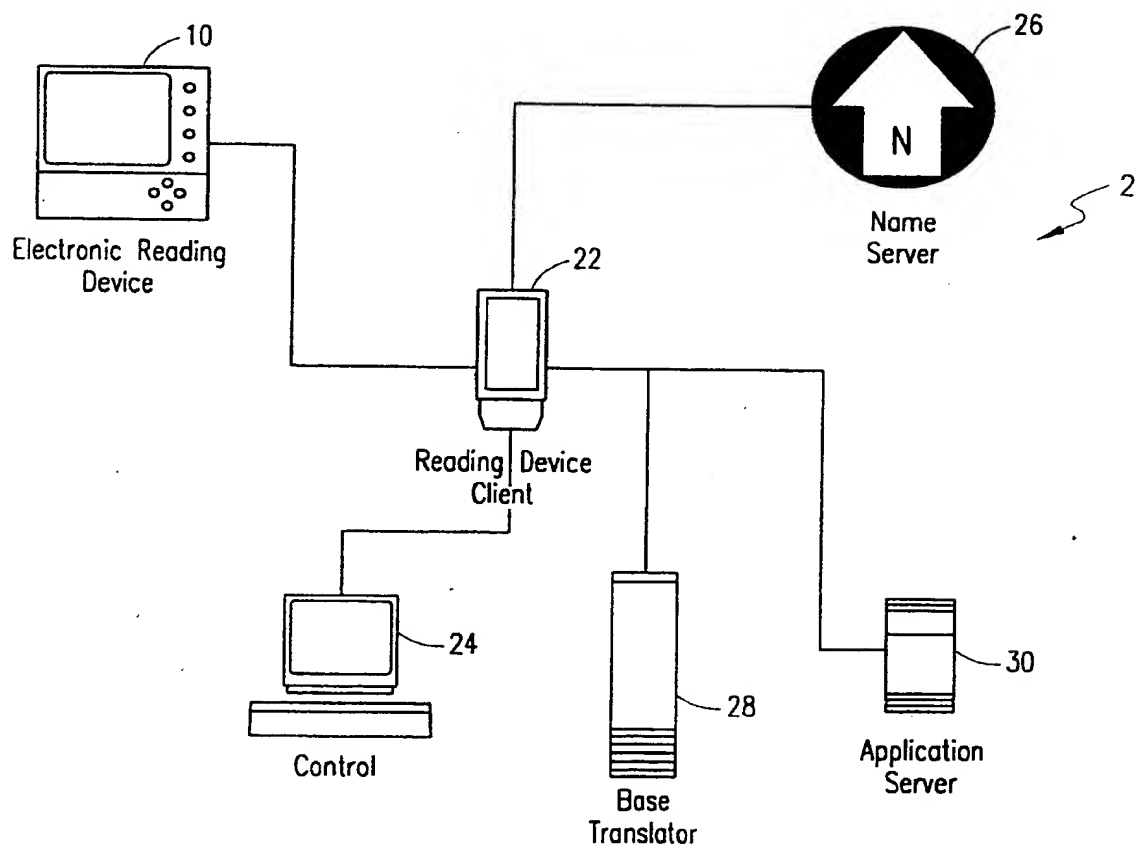 10
26
N
2
Name
Server
Electronic Reading
Device
22
Reading Device
Client
24
Control
28
Base
Translator
30
Application
Server